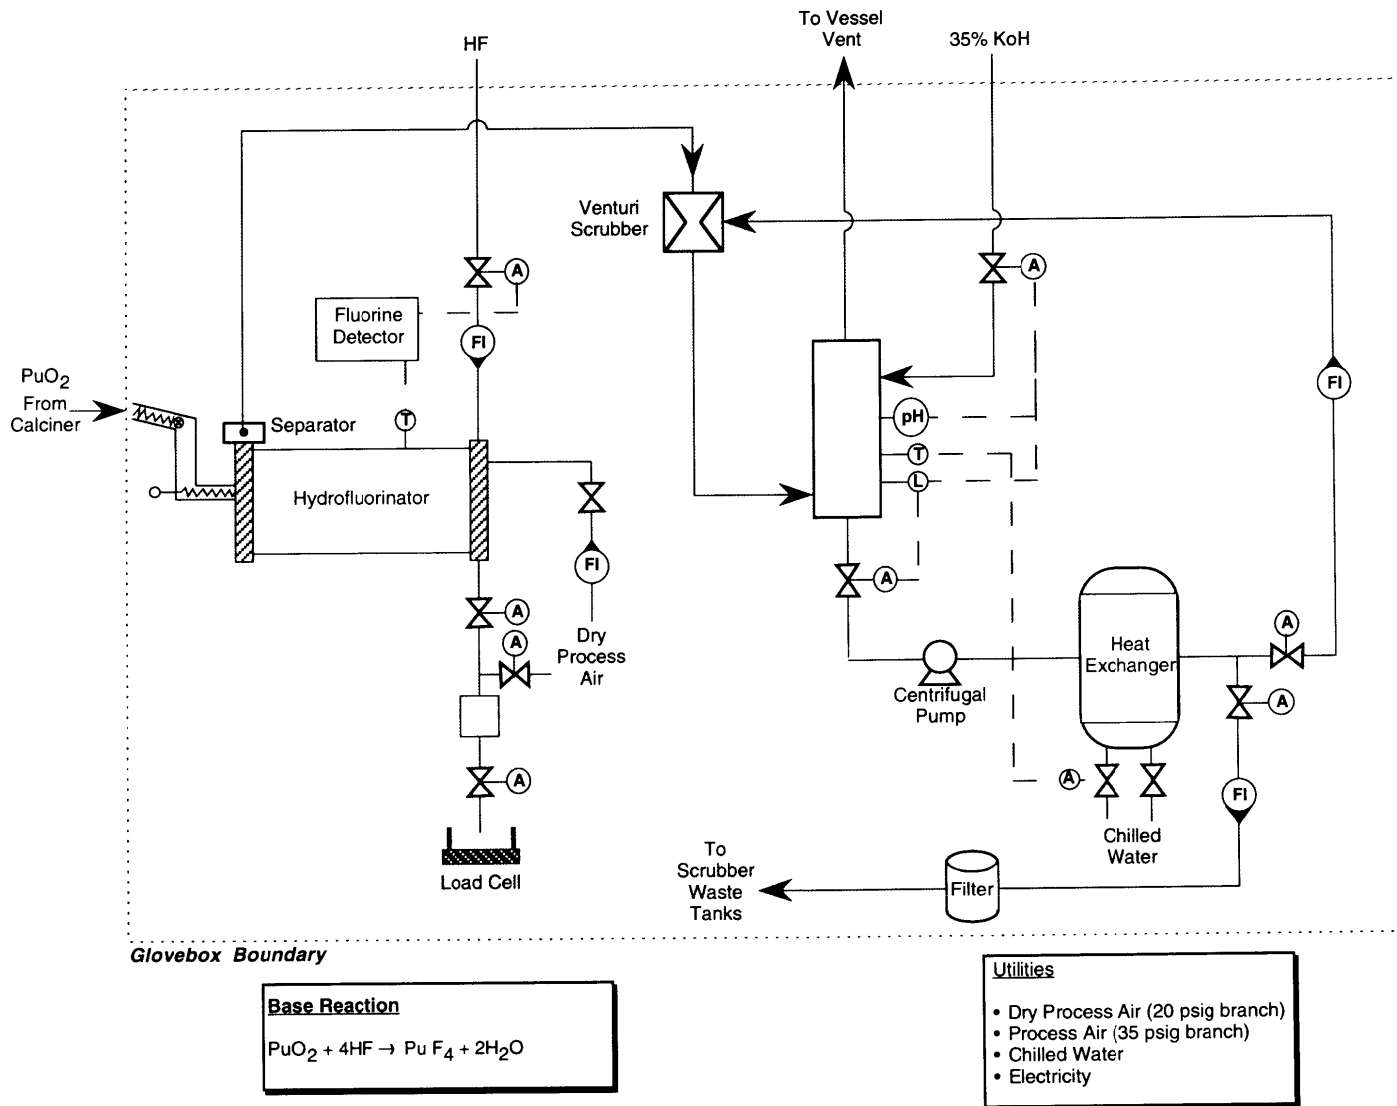 To Vessel
Vent
HF
35% KoH
Venturi
Scrubber
A
A
Fluorine
Detector
FI
FI
PuO2
From
Calciner
T
pH
Separator
T
L
Hydrofluorinator
FI
A
A
A
A
Dry
Process
Air
Heat
Exchanger
Centrifugal
Pump
A
A
A
FI
Chilled
Water
To
Scrubber
Waste
Tanks
Filter
Load Cell
Glovebox Boundary
Base Reaction
PuO2 + 4HF → Pu F4 + 2H2O
Utilities
• Dry Process Air (20 psig branch)
• Process Air (35 psig branch)
• Chilled Water
• Electricity